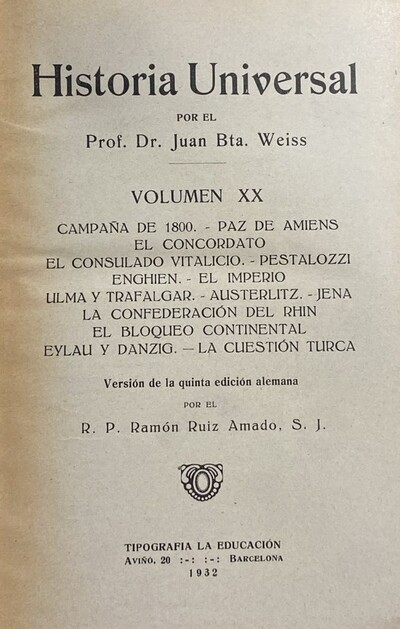 Historia Universal
POR EL
Prof. Dr. Juan Bta. Weiss
VOLUMEN XX
CAMPAÑA DE 1800. - PAZ DE AMIENS
EL CONCORDATO
EL CONSULADO VITALICIO. - PESTALOZZI
ENGHIEN. - EL IMPERIO
ULMA Y TRAFALGAR. - AUSTERLITZ. - JENA
LA CONFEDERACIÓN DEL RHIN
EL BLOQUEO CONTINENTAL
EYLAU Y DANZIG. — LA CUESTIÓN TURCA
Versión de la quinta edición alemana
POR EL
R. P. Ramón Ruiz Amado, S. J.
TIPOGRAFIA LA EDUCACIÓN
AVIÑÓ, 20 :-: :-: BARCELONA
1932